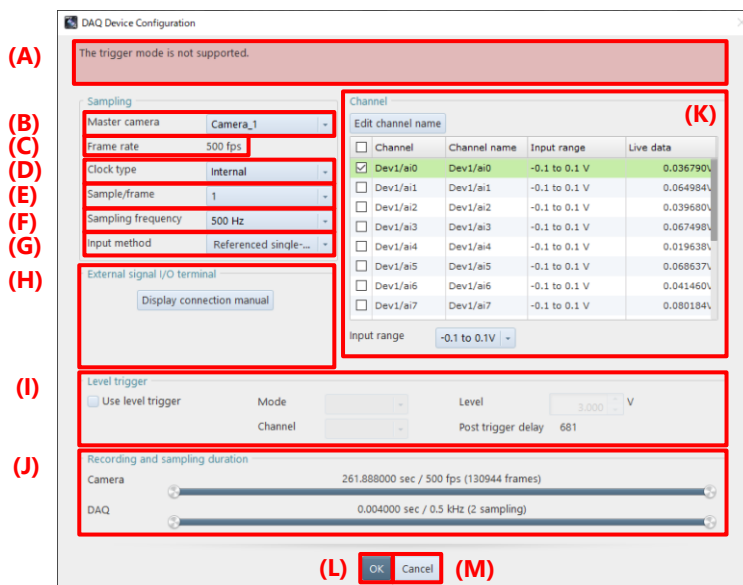 DAQ Device Configuration
(A)
The trigger mode is not supported.
Sampling
(B)
Master camera Camera_1
(C)
Frame rate 500 fps
(D)
Clock type Internal
(E)
Sample/frame 1
(F)
Sampling frequency 500 Hz
(G)
Input method Referenced single-...
(H)
External signal I/O terminal
Display connection manual
Channel
(K)
Edit channel name
Channel Channel name Input range Live data
Dev1/ai0 Dev1/ai0 -0.1 to 0.1 V 0.036790V
Dev1/ai1 Dev1/ai1 -0.1 to 0.1 V 0.064984V
Dev1/ai2 Dev1/ai2 -0.1 to 0.1 V 0.039680V
Dev1/ai3 Dev1/ai3 -0.1 to 0.1 V 0.067498V
Dev1/ai4 Dev1/ai4 -0.1 to 0.1 V 0.019638V
Dev1/ai5 Dev1/ai5 -0.1 to 0.1 V 0.068637V
Dev1/ai6 Dev1/ai6 -0.1 to 0.1 V 0.041460V
Dev1/ai7 Dev1/ai7 -0.1 to 0.1 V 0.080184V
Input range -0.1 to 0.1V
(I)
Level trigger
Use level trigger Mode Level 3.000 V
Channel Post trigger delay 681
(J)
Recording and sampling duration
Camera 261.888000 sec / 500 fps (130944 frames)
DAQ 0.004000 sec / 0.5 kHz (2 sampling)
(L) OK Cancel (M)